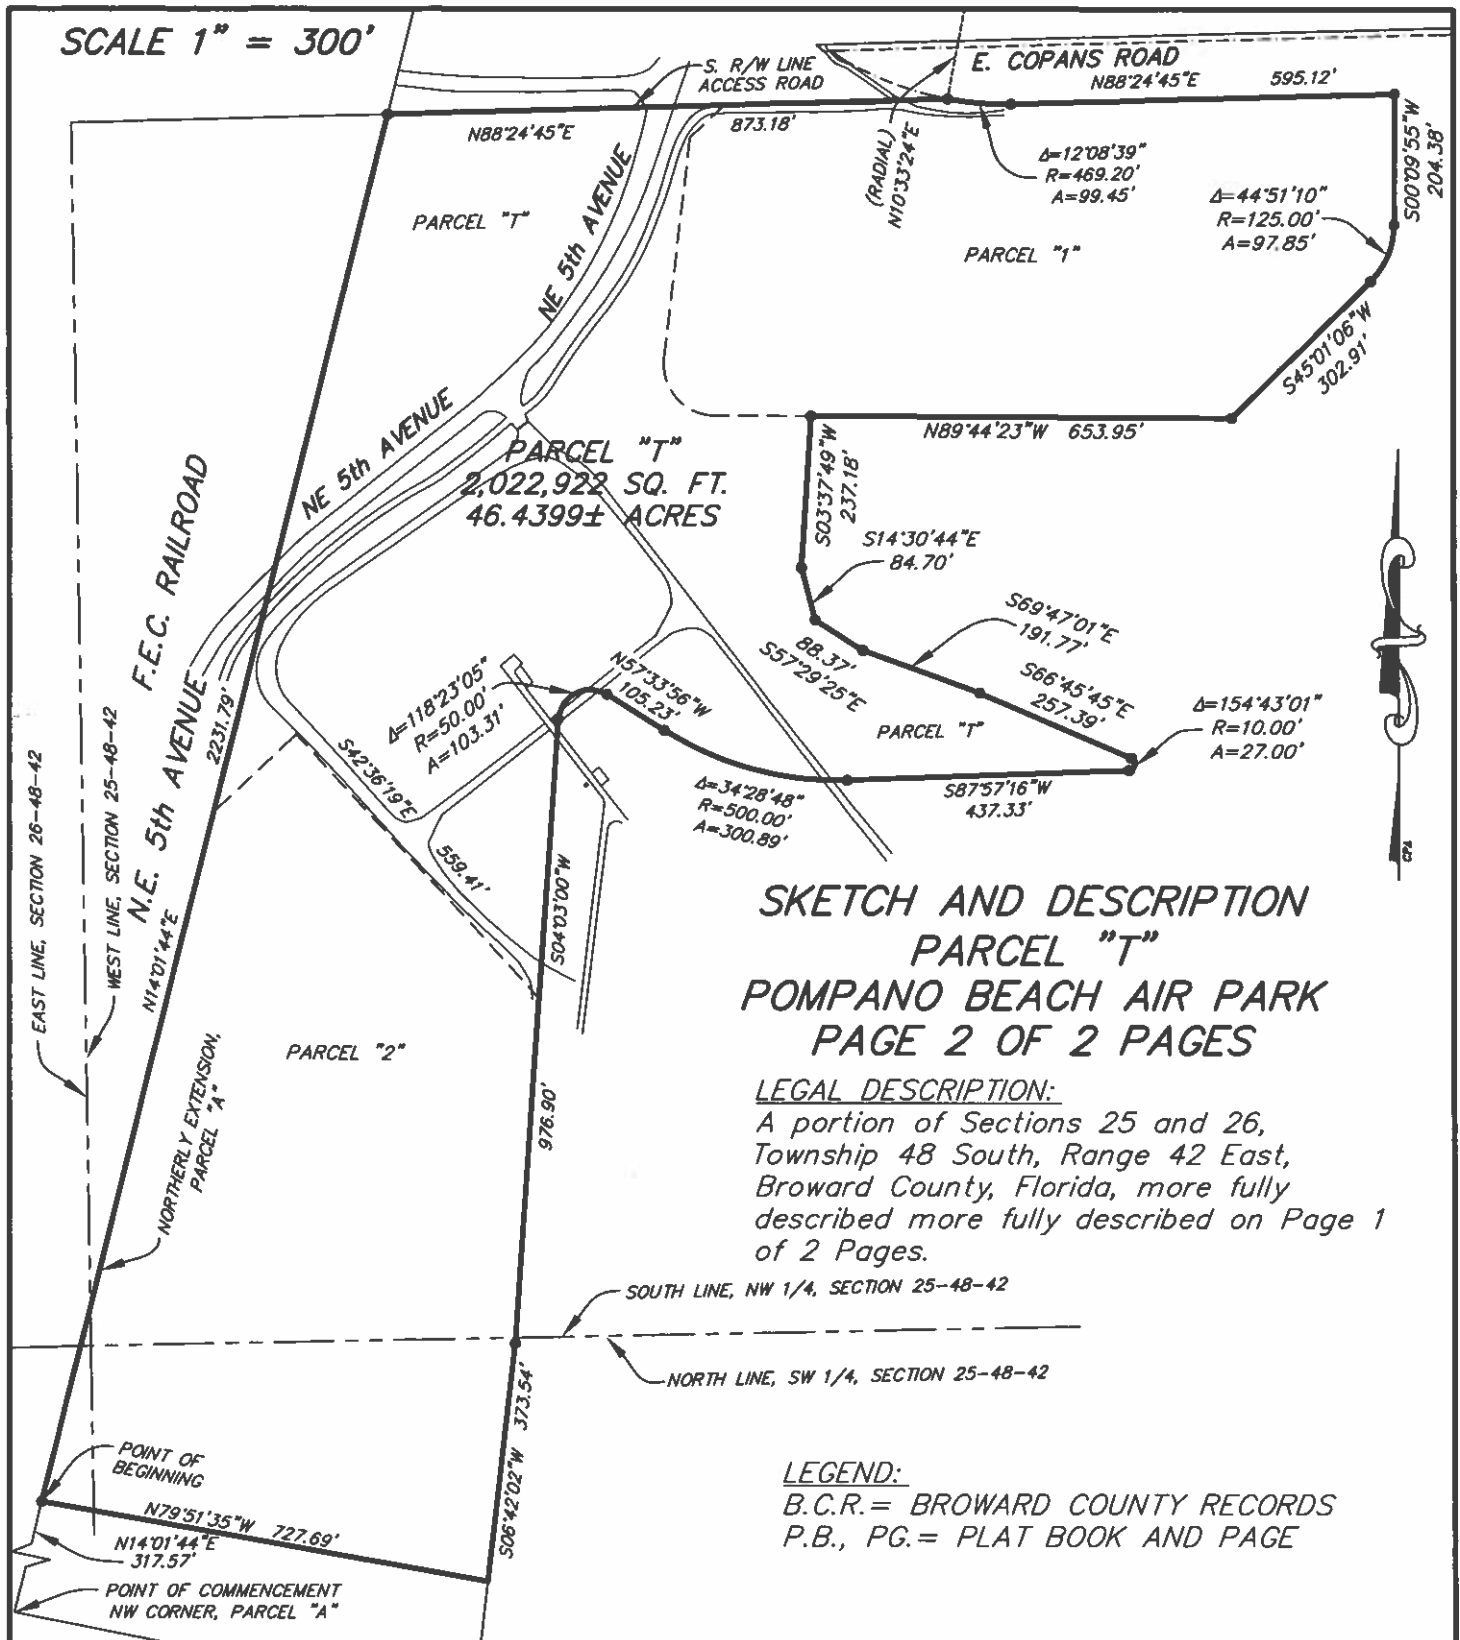 SCALE 1" = 300'
S. R/W LINE
ACCESS ROAD
E. COPANS ROAD
N88°24'45"E 595.12'
N88°24'45"E
873.18'
(RADIAL)
N10°33'24"E
Δ=12°08'39"
R=469.20'
A=99.45'
S00°09'55"W
204.38'
Δ=44°51'10"
R=125.00'
A=97.85'
PARCEL "T"
NE 5th AVENUE
PARCEL "1"
S45°01'06"W
302.91'
N89°44'23"W 653.95'
NE 5th AVENUE
PARCEL "T"
2,022,922 SQ. FT.
46.4399± ACRES
S03°37'49"W
237.18'
S14°30'44"E
84.70'
F.E.C. RAILROAD
S69°47'01"E
191.77'
88.37'
S57°29'25"E
S66°45'45"E
257.39'
Δ=154°43'01"
R=10.00'
A=27.00'
PARCEL "T"
N57°33'56"W
105.23'
Δ=118°23'05"
R=50.00'
A=103.31'
2231.79'
N.E. 5th AVENUE
S42°36'19"E
559.41'
Δ=34°28'48"
R=500.00'
A=300.89'
S87°57'16"W
437.33'
CPA
EAST LINE, SECTION 26-48-42
WEST LINE, SECTION 25-48-42
N14°01'44"E
S04°03'00"W
976.90'
SKETCH AND DESCRIPTION
PARCEL "T"
POMPANO BEACH AIR PARK
PAGE 2 OF 2 PAGES
PARCEL "2"
NORTHERLY EXTENSION,
PARCEL "A"
LEGAL DESCRIPTION:
A portion of Sections 25 and 26,
Township 48 South, Range 42 East,
Broward County, Florida, more fully
described more fully described on Page 1
of 2 Pages.
SOUTH LINE, NW 1/4, SECTION 25-48-42
NORTH LINE, SW 1/4, SECTION 25-48-42
S06°42'02"W 373.54'
POINT OF
BEGINNING
N79°51'35"W 727.69'
N14°01'44"E
317.57'
POINT OF COMMENCEMENT
NW CORNER, PARCEL "A"
LEGEND:
B.C.R.= BROWARD COUNTY RECORDS
P.B., PG.= PLAT BOOK AND PAGE